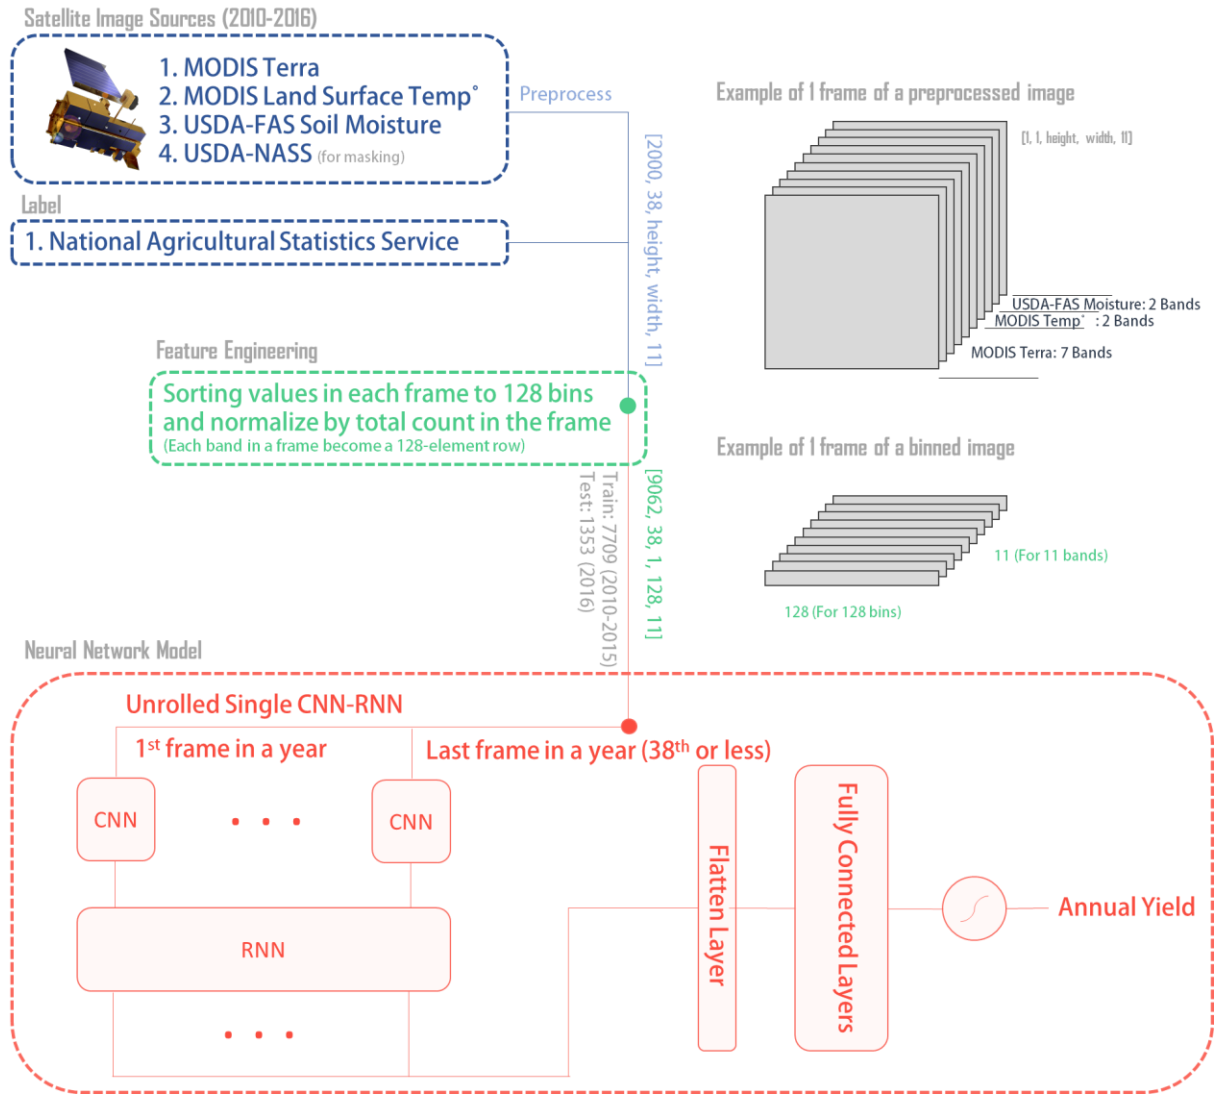 Satellite Image Sources (2010-2016)
1. MODIS Terra
2. MODIS Land Surface Temp°
3. USDA-FAS Soil Moisture
4. USDA-NASS (for masking)
Preprocess
Label
1. National Agricultural Statistics Service
[2000, 38, height, width, 11]
Example of 1 frame of a preprocessed image
[1, 1, height, width, 11]
USDA-FAS Moisture: 2 Bands
MODIS Temp° : 2 Bands
MODIS Terra: 7 Bands
Feature Engineering
Sorting values in each frame to 128 bins
and normalize by total count in the frame
(Each band in a frame become a 128-element row)
Train: 7709 (2010-2015)
Test: 1353 (2016)
[9062, 38, 1, 128, 11]
Example of 1 frame of a binned image
11 (For 11 bands)
128 (For 128 bins)
Neural Network Model
Unrolled Single CNN-RNN
1st frame in a year
Last frame in a year (38th or less)
CNN
CNN
RNN
Flatten Layer
Fully Connected Layers
Annual Yield